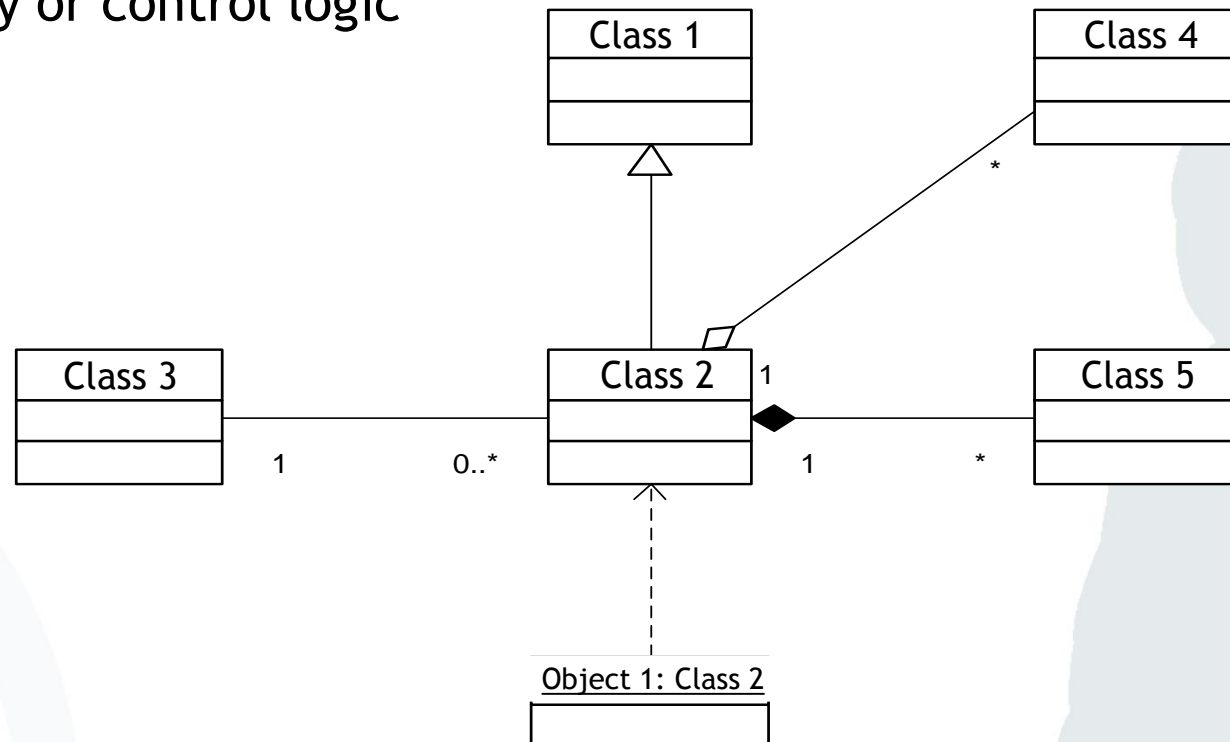 y or control logic
Class 1
Class 4
*
Class 3
Class 2
1
Class 5
1
0..*
1
*
Object 1: Class 2